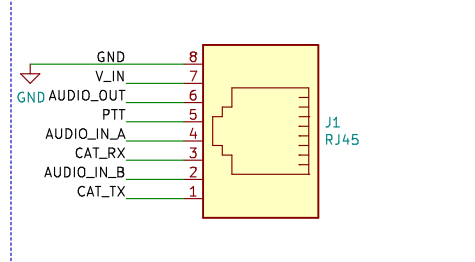 GND 8
V_IN 7
GND
AUDIO_OUT 6
PTT 5
J1
AUDIO_IN_A 4
RJ45
CAT_RX 3
AUDIO_IN_B 2
CAT_TX 1